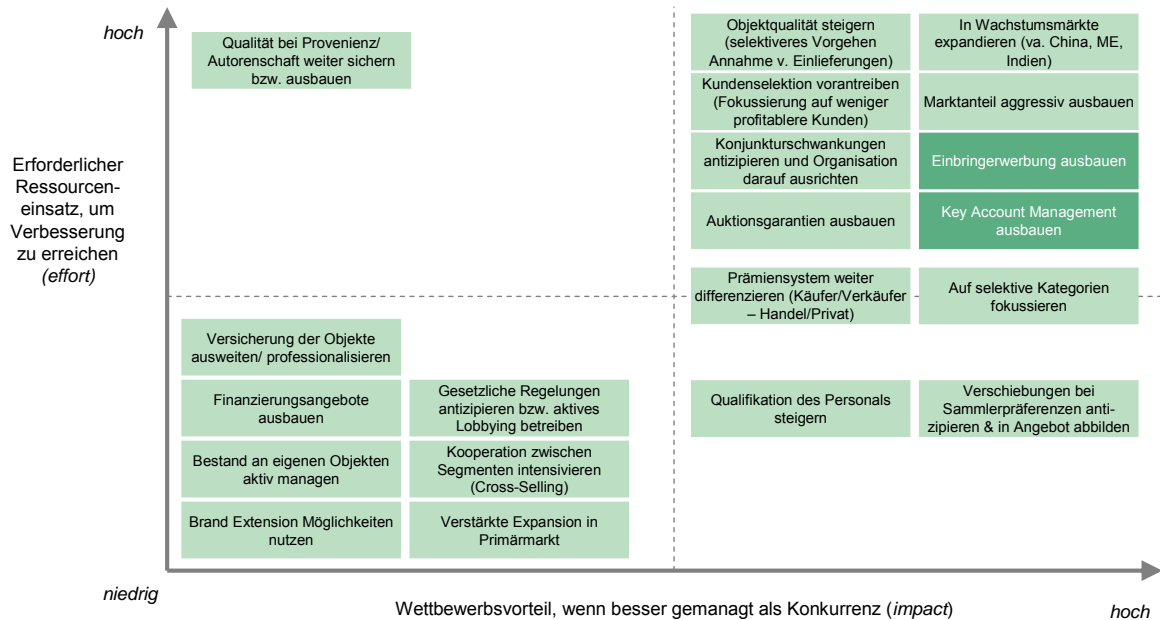 hoch
Qualität bei Provenienz/
Autorenschaft weiter sichern
bzw. ausbauen
Objektqualität steigern
(selektiveres Vorgehen
Annahme v. Einlieferungen)
In Wachstumsmärkte
expandieren (va. China, ME,
Indien)
Kundenselektion vorantreiben
(Fokussierung auf weniger
profitablere Kunden)
Marktanteil aggressiv ausbauen
Konjunkturschwankungen
antizipieren und Organisation
darauf ausrichten
Einbringerwerbung ausbauen
Auktionsgarantien ausbauen
Key Account Management
ausbauen
Erforderlicher
Ressourcen-
einsatz, um
Verbesserung
zu erreichen
(effort)
Prämiensystem weiter
differenzieren (Käufer/Verkäufer
– Handel/Privat)
Auf selektive Kategorien
fokussieren
Versicherung der Objekte
ausweiten/ professionalisieren
Finanzierungsangebote
ausbauen
Gesetzliche Regelungen
antizipieren bzw. aktives
Lobbying betreiben
Qualifikation des Personals
steigern
Verschiebungen bei
Sammlerpräferenzen anti-
zipieren & in Angebot abbilden
Bestand an eigenen Objekten
aktiv managen
Kooperation zwischen
Segmenten intensivieren
(Cross-Selling)
Brand Extension Möglichkeiten
nutzen
Verstärkte Expansion in
Primärmarkt
niedrig
Wettbewerbsvorteil, wenn besser gemanagt als Konkurrenz (impact)
hoch